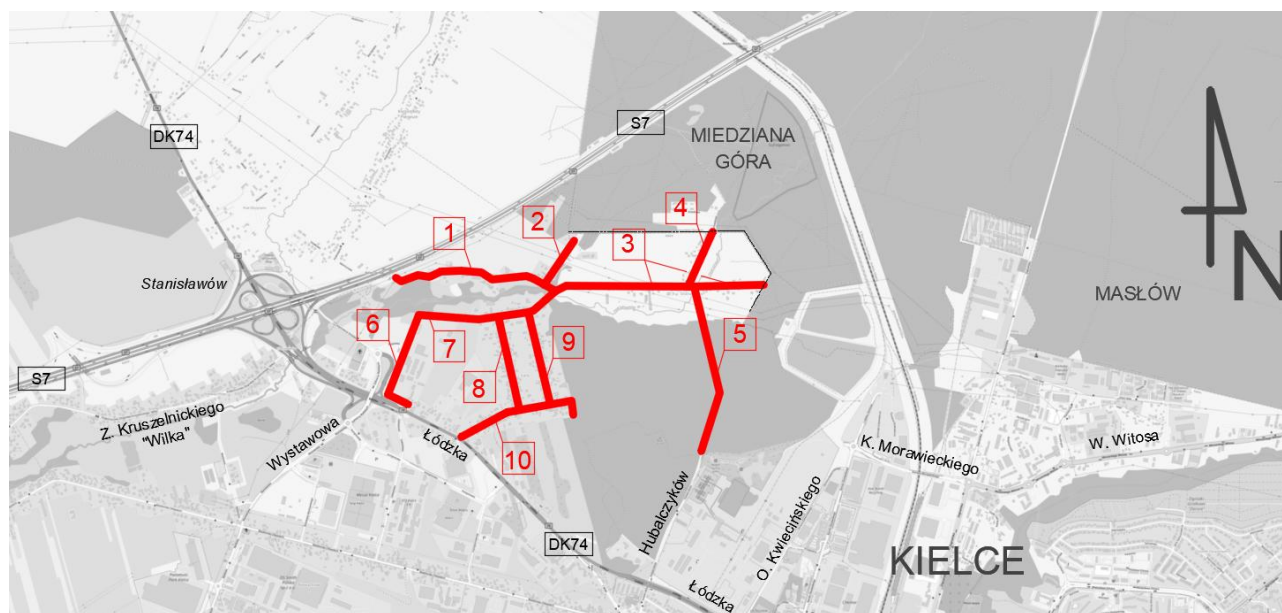 MIEDZIANA
GÓRA
S7
DK74
1
2
3
4
Stanisławów
MASŁÓW
N
5
6
7
8
9
10
S7
Z. Kruszelnickiego
"Wilka"
Wystawowa
Łódzka
K. Morawieckiego
W. Witosa
Hubalczyków
O. Kwiecińskiego
DK74
KIELCE
Łódzka